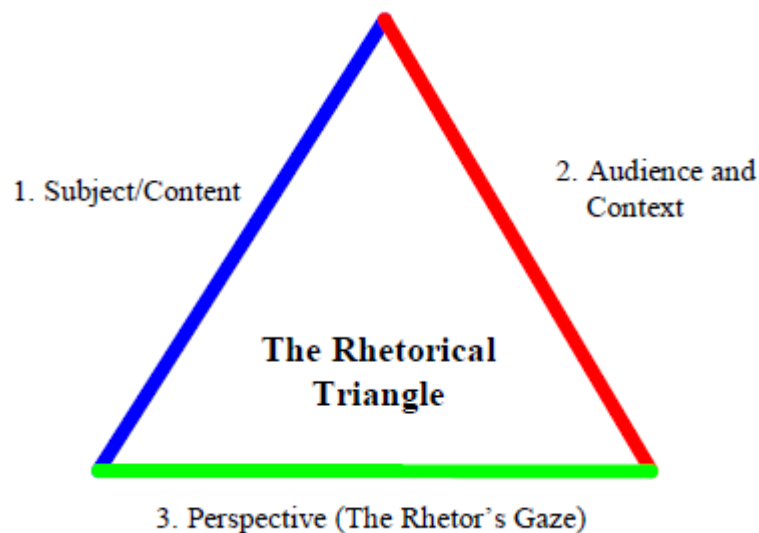 1. Subject/Content
2. Audience and
Context
The Rhetorical
Triangle
3. Perspective (The Rhetor’s Gaze)